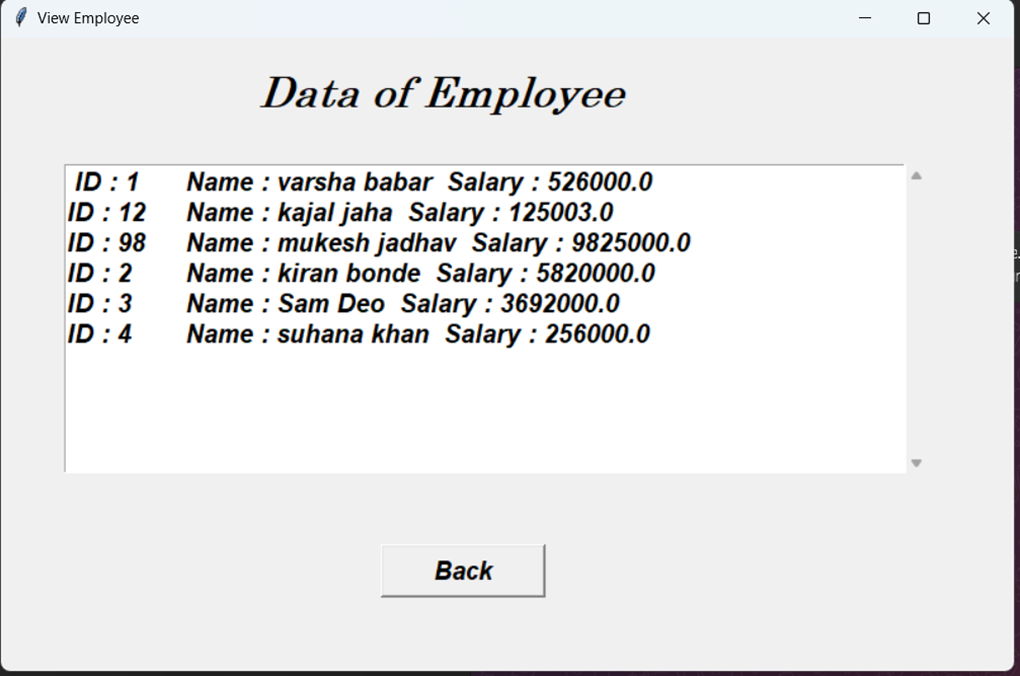 View Employee
Data of Employee
ID : 1 Name : varsha babar Salary : 526000.0
ID : 12 Name : kajal jaha Salary : 125003.0
ID : 98 Name : mukesh jadhav Salary : 9825000.0
ID : 2 Name : kiran bonde Salary : 5820000.0
ID : 3 Name : Sam Deo Salary : 3692000.0
ID : 4 Name : suhana khan Salary : 256000.0
Back